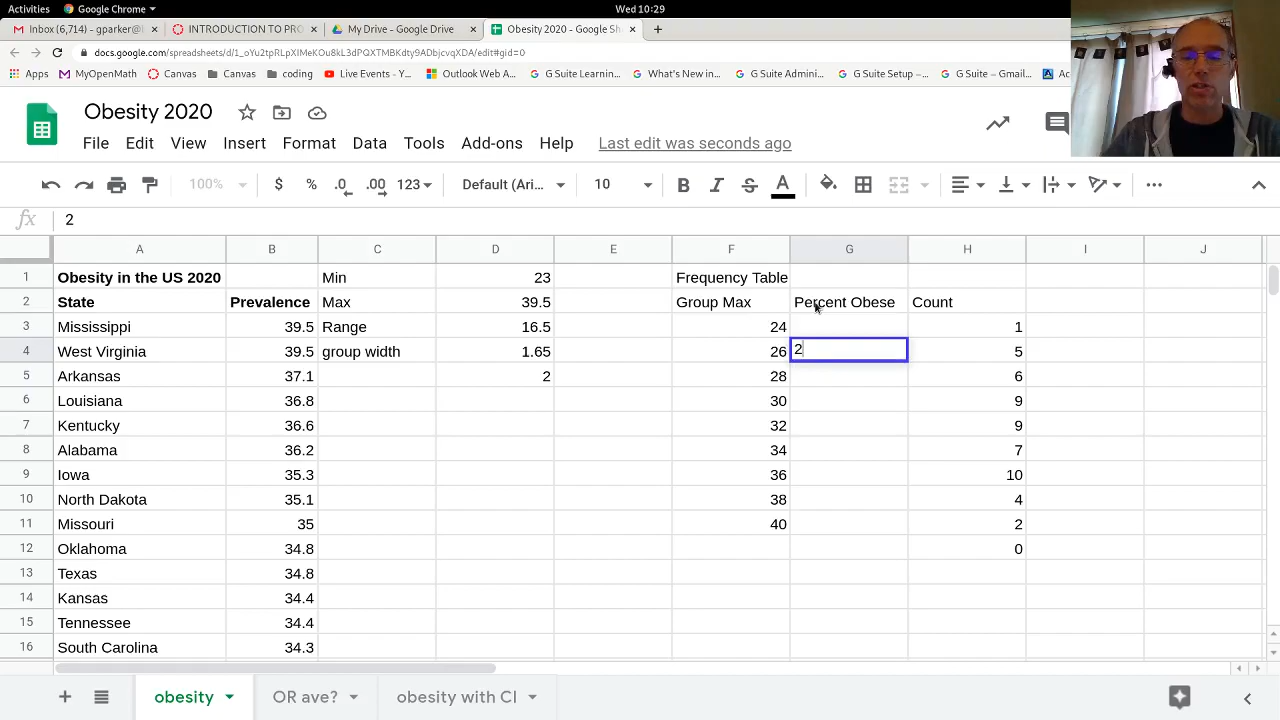 Activities Google Chrome Wed 10:29
Inbox (6,714) - gparker@ INTRODUCTION TO PRO My Drive - Google Drive Obesity 2020 - Google Sh
docs.google.com/spreadsheets/d/
Apps MyOpenMath Canvas Canvas coding Live Events - Y... Outlook Web A... G Suite Learnin... What's New in... G Suite Admini... G Suite Setup -... G Suite – Gmail...
Obesity 2020
File Edit View Insert Format Data Tools Add-ons Help Last edit was seconds ago
100% $ % .0 .00 123 Default (Ari... 10 B I S A
fx 2
A B C D E F G H I J
1 Obesity in the US 2020 Min 23 Frequency Table
2 State Prevalence Max 39.5 Group Max Percent Obese Count
3 Mississippi 39.5 Range 16.5 24 1
4 West Virginia 39.5 group width 1.65 26 2 5
5 Arkansas 37.1 2 28 6
6 Louisiana 36.8 30 9
7 Kentucky 36.6 32 9
8 Alabama 36.2 34 7
9 Iowa 35.3 36 10
10 North Dakota 35.1 38 4
11 Missouri 35 40 2
12 Oklahoma 34.8 0
13 Texas 34.8
14 Kansas 34.4
15 Tennessee 34.4
16 South Carolina 34.3
obesity OR ave? obesity with CI